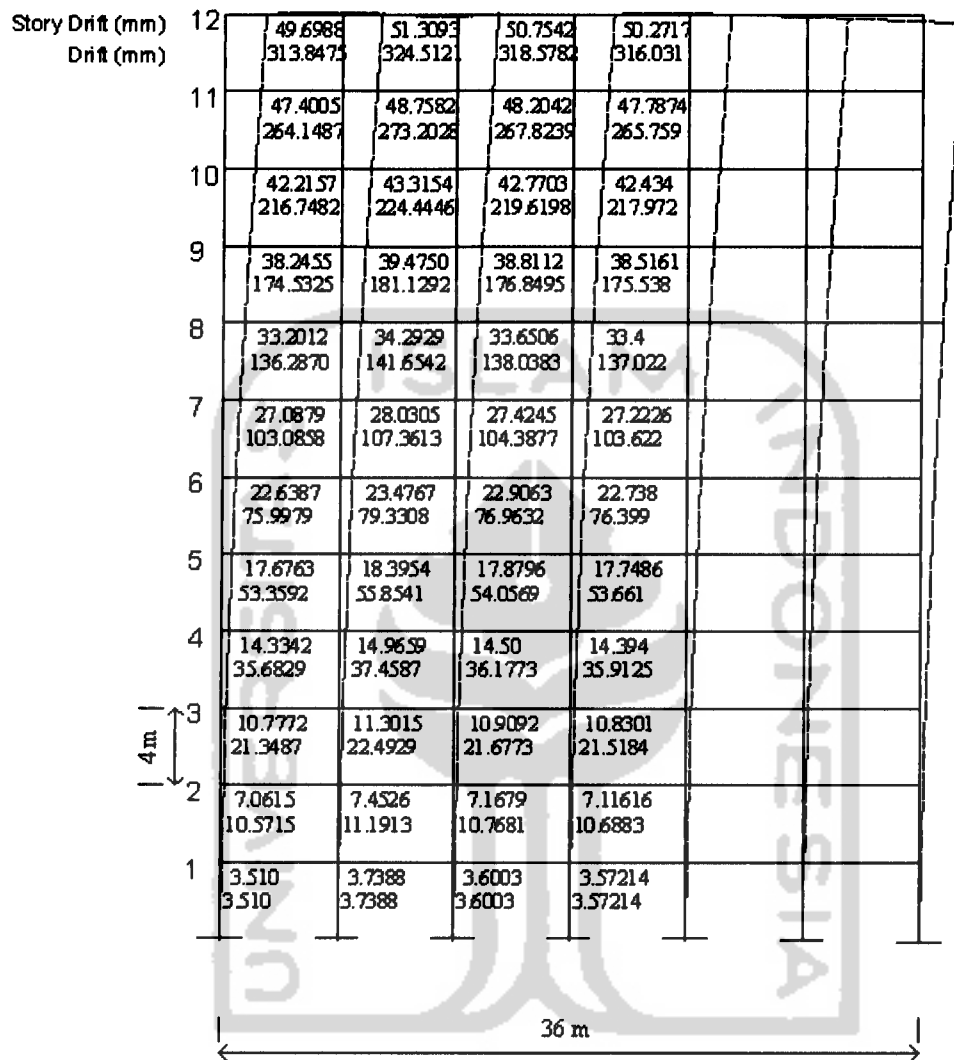 Story Drift (mm) 12 49.6988 51.3093 50.7542 50.2717
Drift (mm) 313.8475 324.5121 318.5782 316.031
11 47.4005 48.7582 48.2042 47.7874
264.1487 273.2028 267.8239 265.759
10 42.2157 43.3154 42.7703 42.434
216.7482 224.4446 219.6198 217.972
9 38.2455 39.4750 38.8112 38.5161
174.5325 181.1292 176.8495 175.538
8 33.2012 34.2929 33.6506 33.4
136.2870 141.6542 138.0383 137.022
7 27.0879 28.0305 27.4245 27.2226
103.0858 107.3613 104.3877 103.622
6 22.6387 23.4767 22.9063 22.738
75.9979 79.3308 76.9632 76.399
5 17.6763 18.3954 17.8796 17.7486
53.3592 55.8541 54.0569 53.661
4 14.3342 14.9659 14.50 14.394
35.6829 37.4587 36.1773 35.9125
3 10.7772 11.3015 10.9092 10.8301
4 m 21.3487 22.4929 21.6773 21.5184
2 7.0615 7.4526 7.1679 7.11616
10.5715 11.1913 10.7681 10.6883
1 3.510 3.7388 3.6003 3.57214
3.510 3.7388 3.6003 3.57214
36 m
UNIVERSITAS
ISLAM
INDONESIA